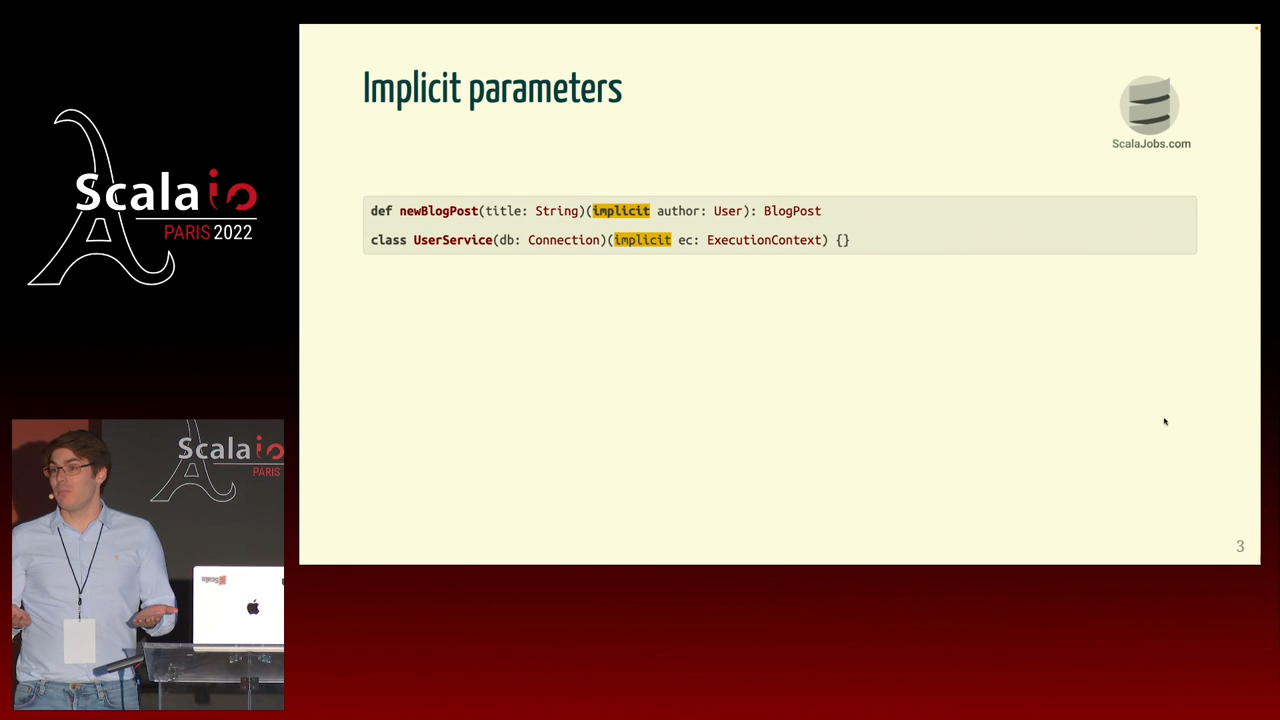 Scala io
PARIS 2022
Implicit parameters
ScalaJobs.com
def newBlogPost(title: String)(implicit author: User): BlogPost
class UserService(db: Connection)(implicit ec: ExecutionContext) {}
3
Scala io
PARIS
Scala